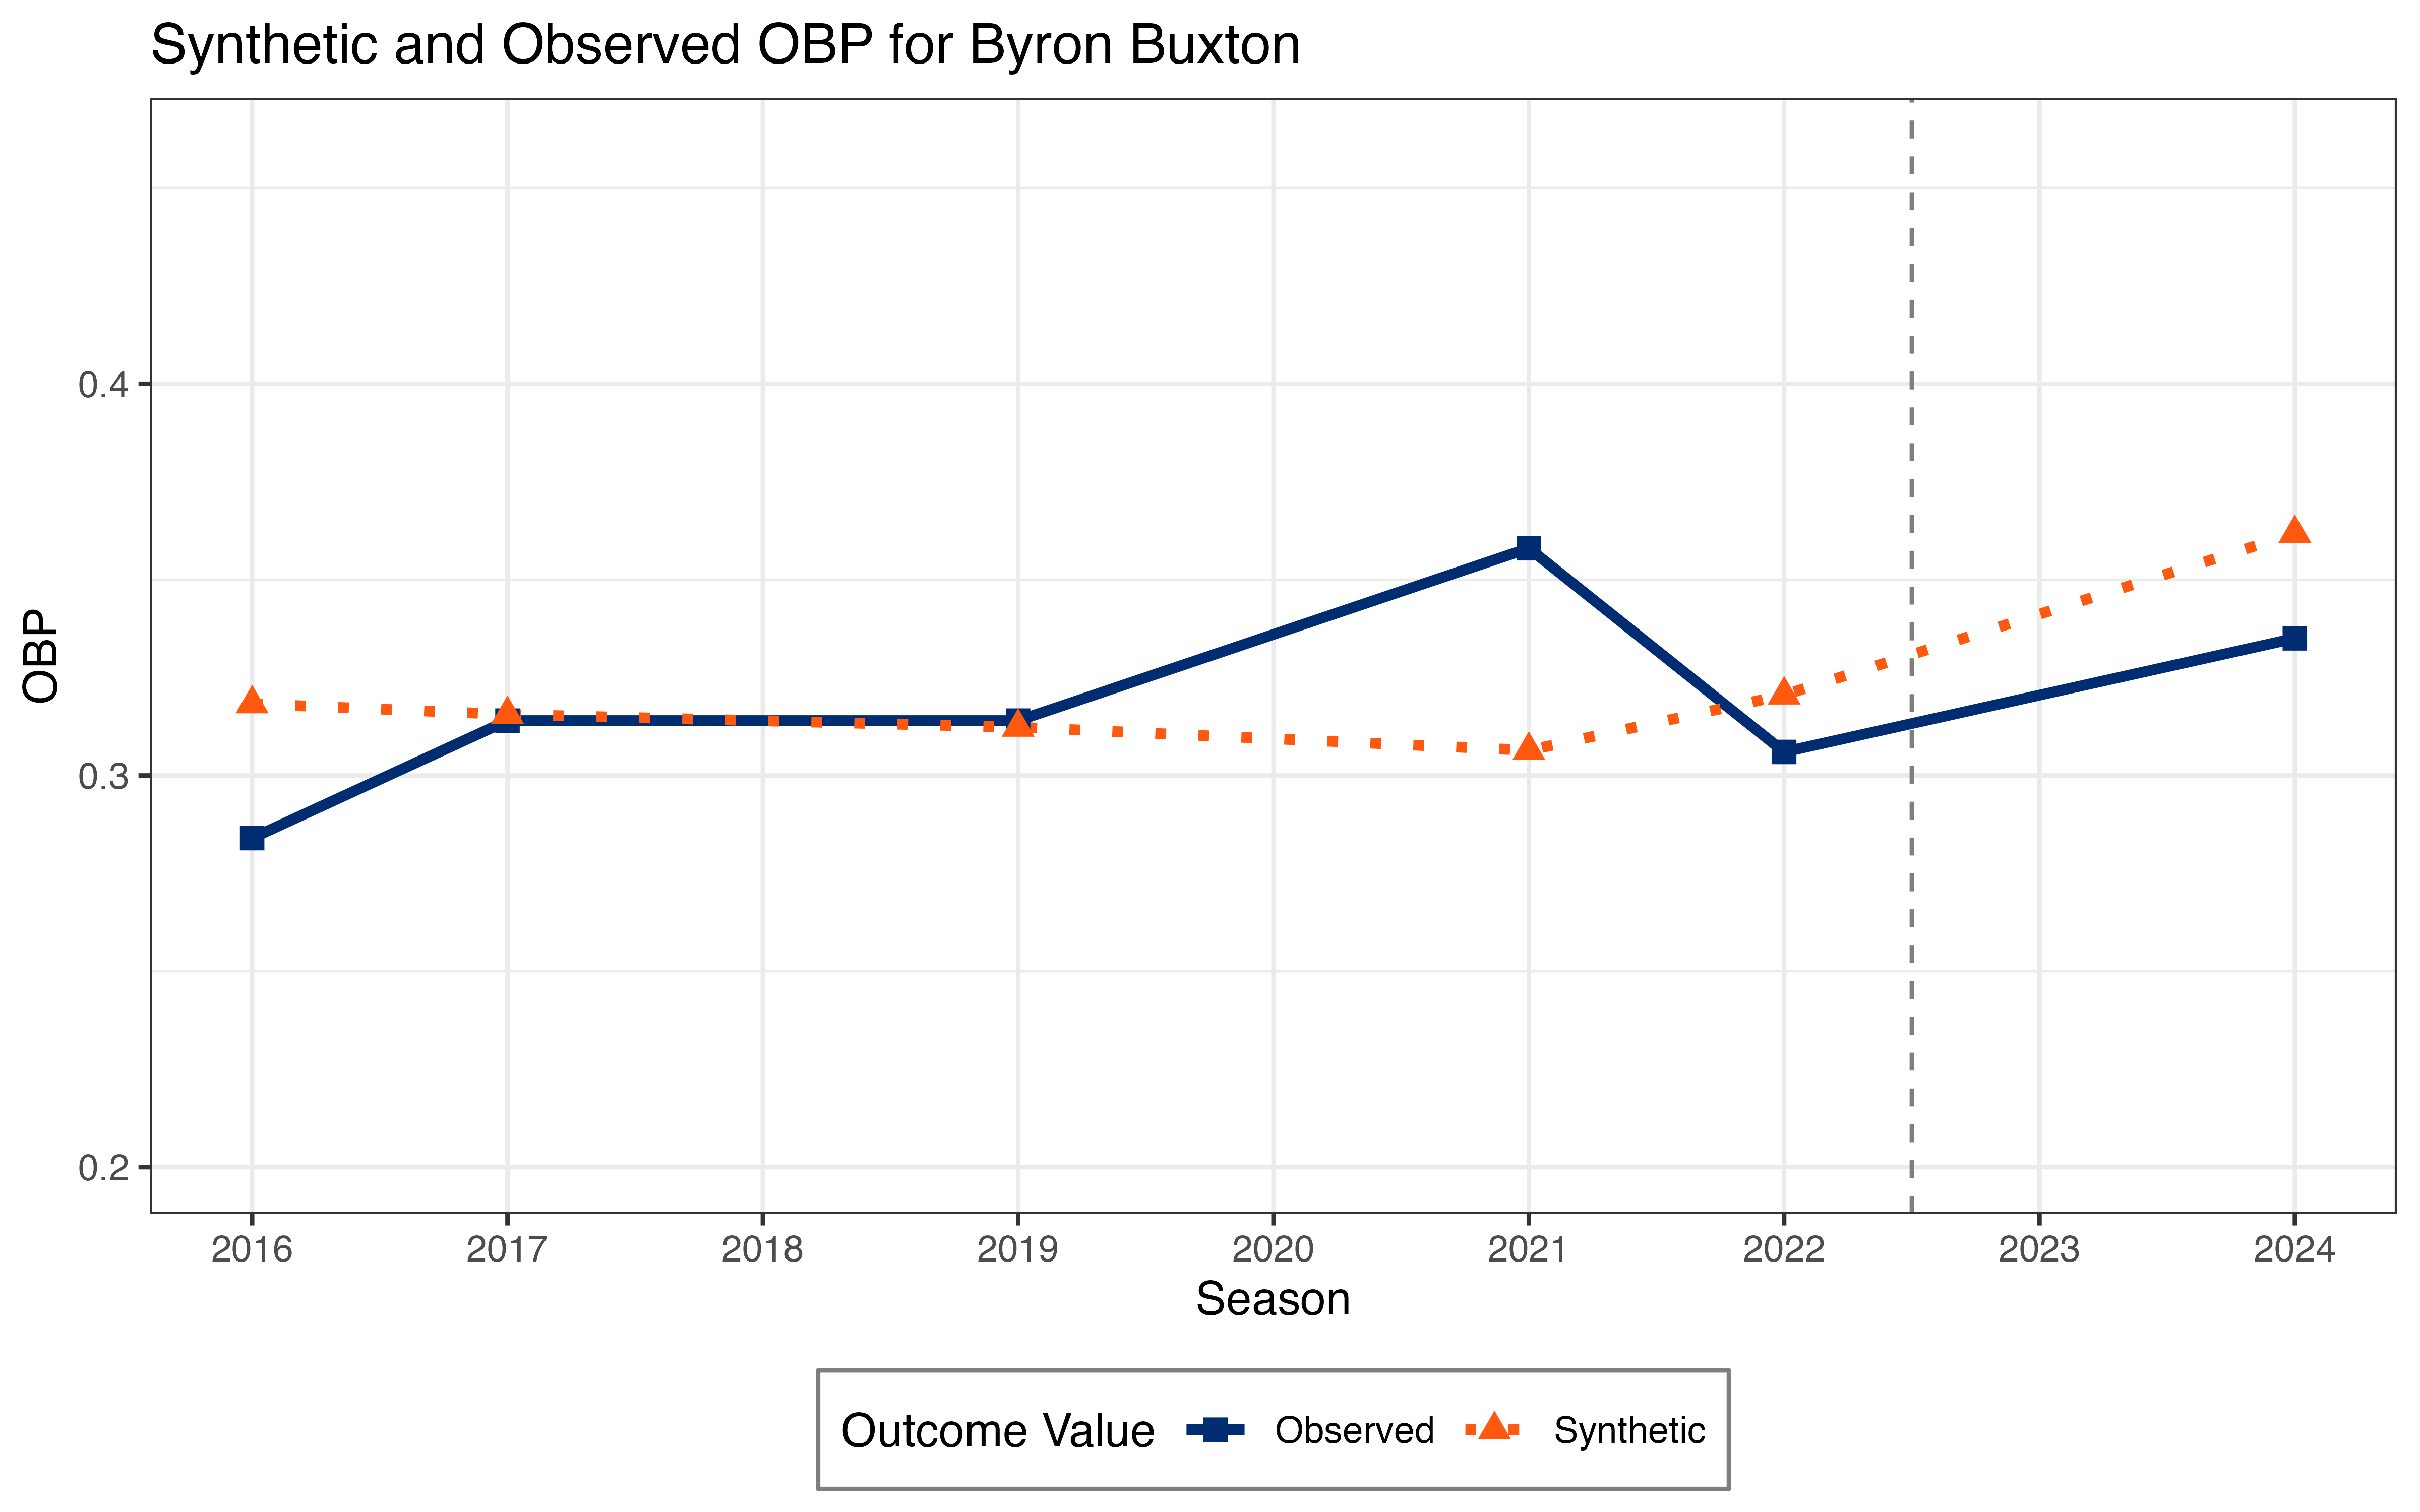 Synthetic and Observed OBP for Byron Buxton
OBP
0.4
0.3
0.2
2016 2017 2018 2019 2020 2021 2022 2023 2024
Season
Outcome Value Observed Synthetic